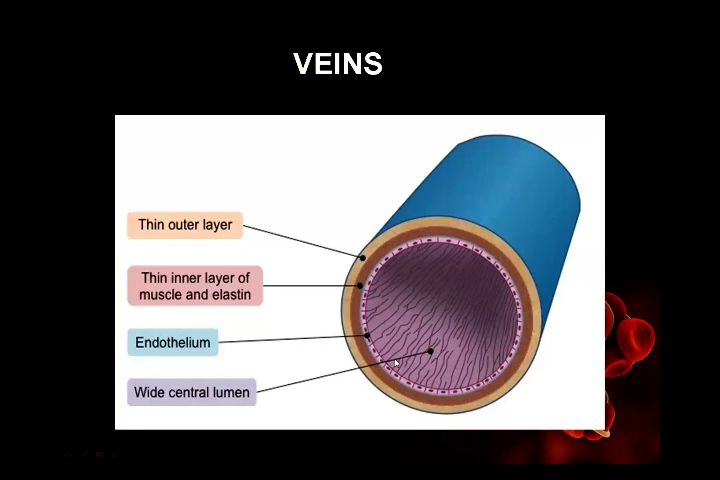 VEINS
Thin outer layer
Thin inner layer of
muscle and elastin
Endothelium
Wide central lumen